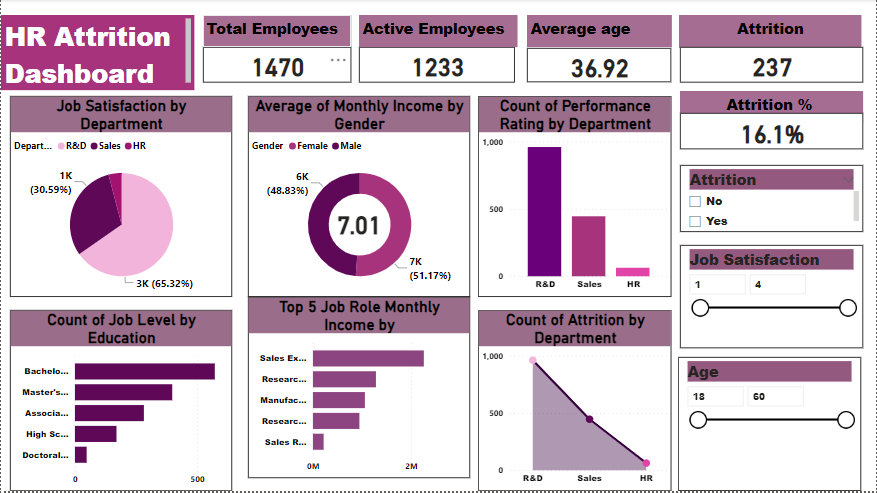 HR Attrition
Dashboard
Total Employees
1470
Active Employees
1233
Average age
36.92
Attrition
237
Attrition %
16.1%
Job Satisfaction by
Department
Depart... R&D Sales HR
1K
(30.59%)
3K (65.32%)
Average of Monthly Income by
Gender
Gender Female Male
6K
(48.83%)
7.01
7K
(51.17%)
Count of Performance
Rating by Department
1,000
500
0
R&D Sales HR
Attrition
No
Yes
Job Satisfaction
1 4
Age
18 60
Count of Job Level by
Education
Bachelo...
Master's...
Associa...
High Sc...
Doctoral...
0 500
Top 5 Job Role Monthly
Income by
Sales Ex...
Researc...
Manufac...
Researc...
Sales R...
0M 2M
Count of Attrition by
Department
1,000
500
0
R&D Sales HR